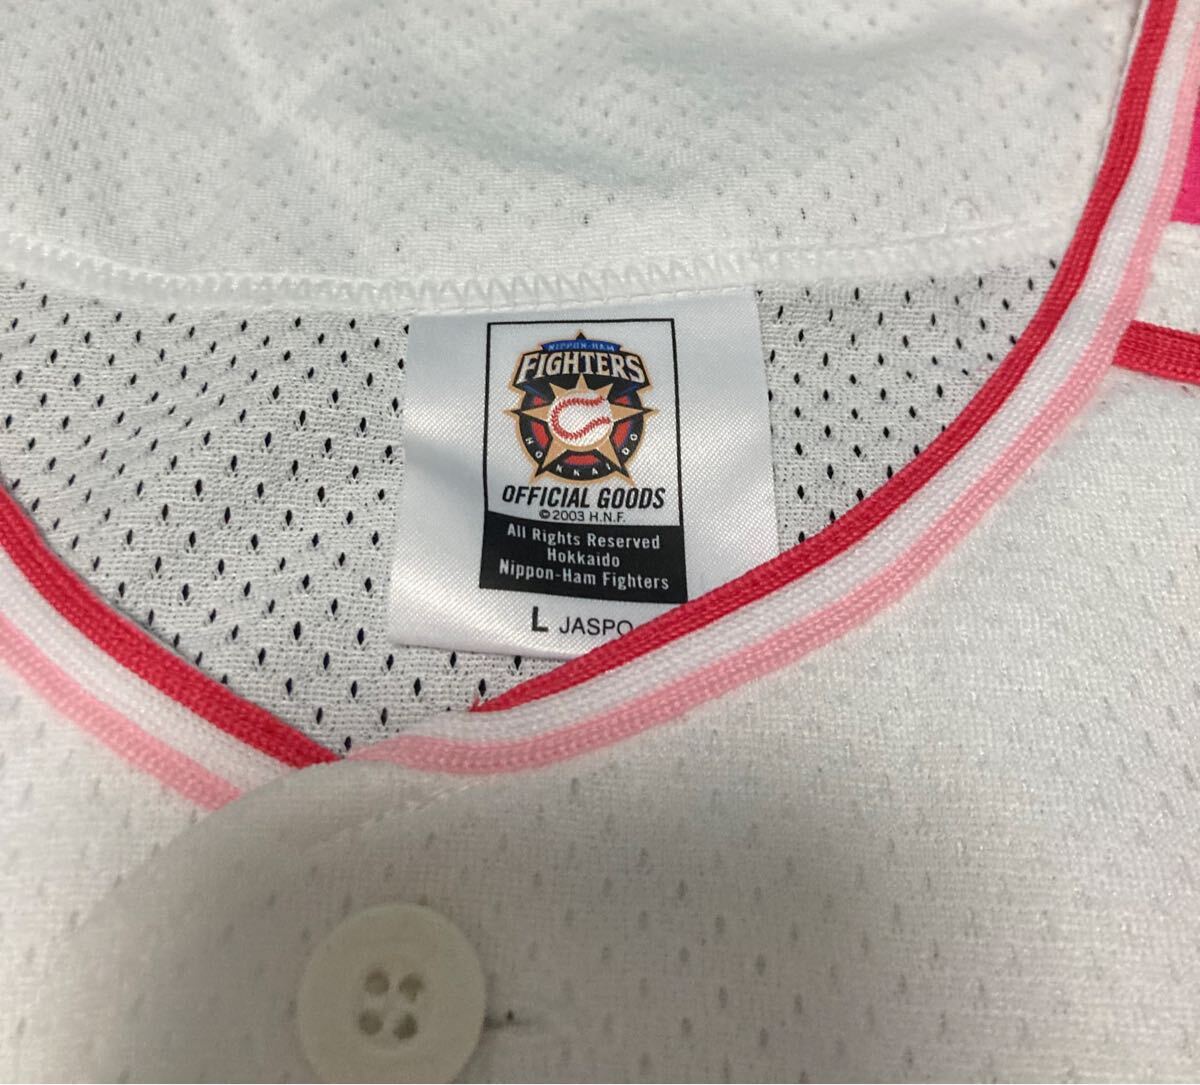 NIPPON-HAM
FIGHTERS
HOKKAIDO
OFFICIAL GOODS
©2003 H.N.F.
All Rights Reserved
Hokkaido
Nippon-Ham Fighters
L JASPO